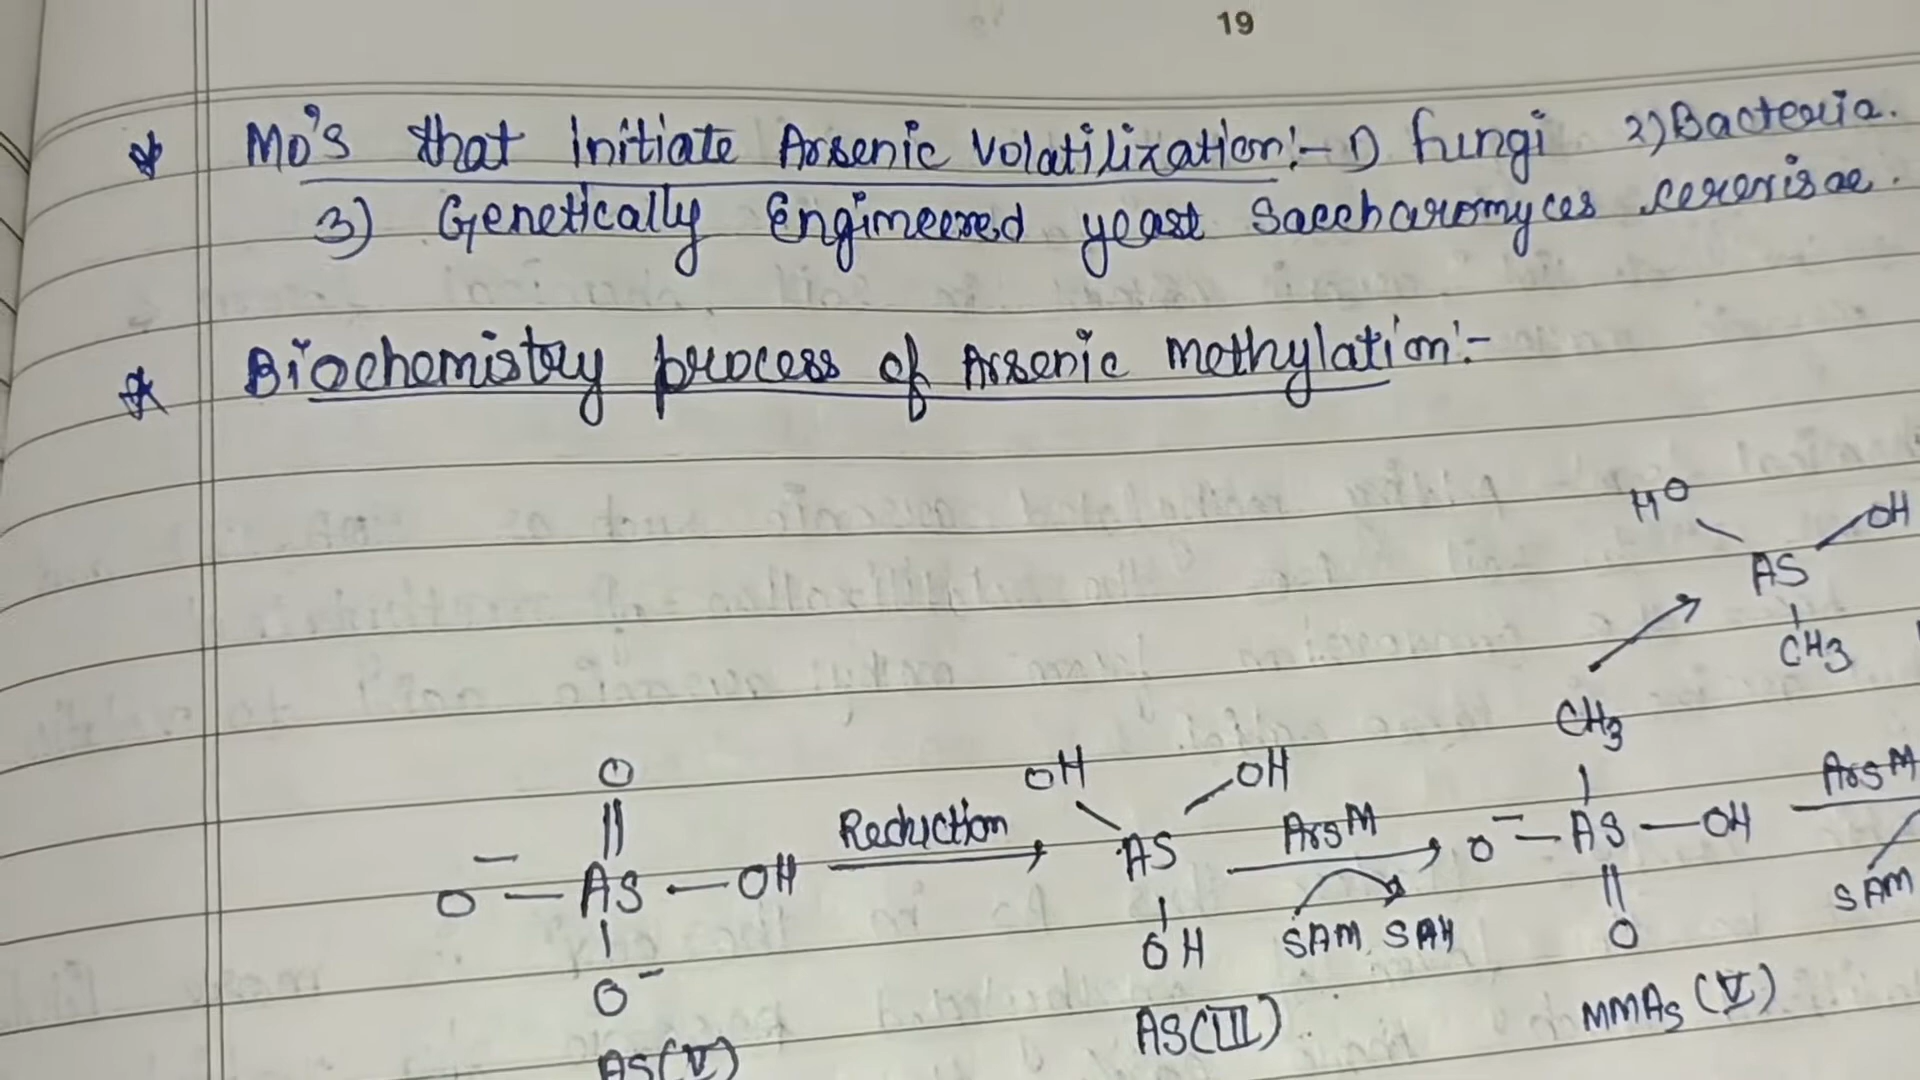 19
* Mo's that Initiate Arsenic Volatilization:- 1) fungi 2) Bacteria.
3) Genetically Engineered yeast Saccharomyces cerevisae.
* Biochemistry process of Arsenic methylation:-
HO OH
AS
CH3
CH3
O OH OH ArsM
O⁻ — AS — OH Reduction AS ArsM O⁻ — AS — OH
O⁻ OH SAM SAH O SAM
AS(V) AS(III) MMAs (V)